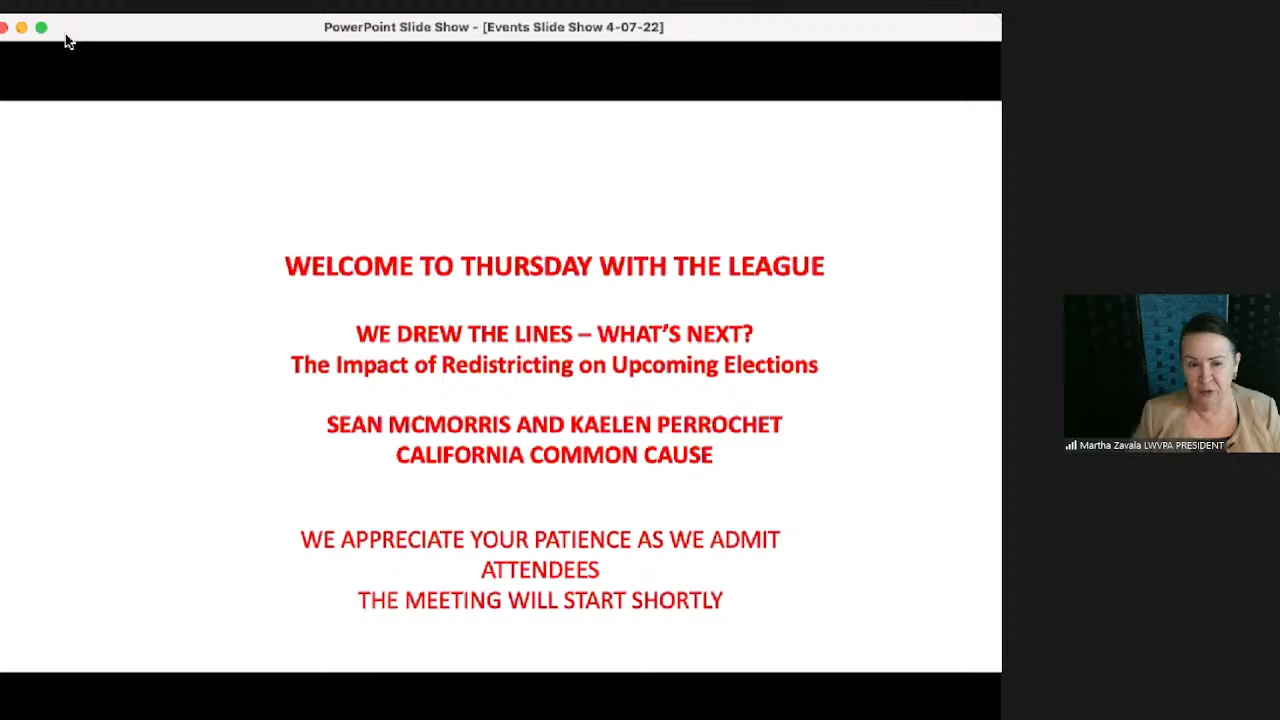 PowerPoint Slide Show - [Events Slide Show 4-07-22]
WELCOME TO THURSDAY WITH THE LEAGUE
WE DREW THE LINES – WHAT'S NEXT?
The Impact of Redistricting on Upcoming Elections
SEAN MCMORRIS AND KAELEN PERROCHET
CALIFORNIA COMMON CAUSE
WE APPRECIATE YOUR PATIENCE AS WE ADMIT
ATTENDEES
THE MEETING WILL START SHORTLY
Martha Zavala LWVPA PRESIDENT